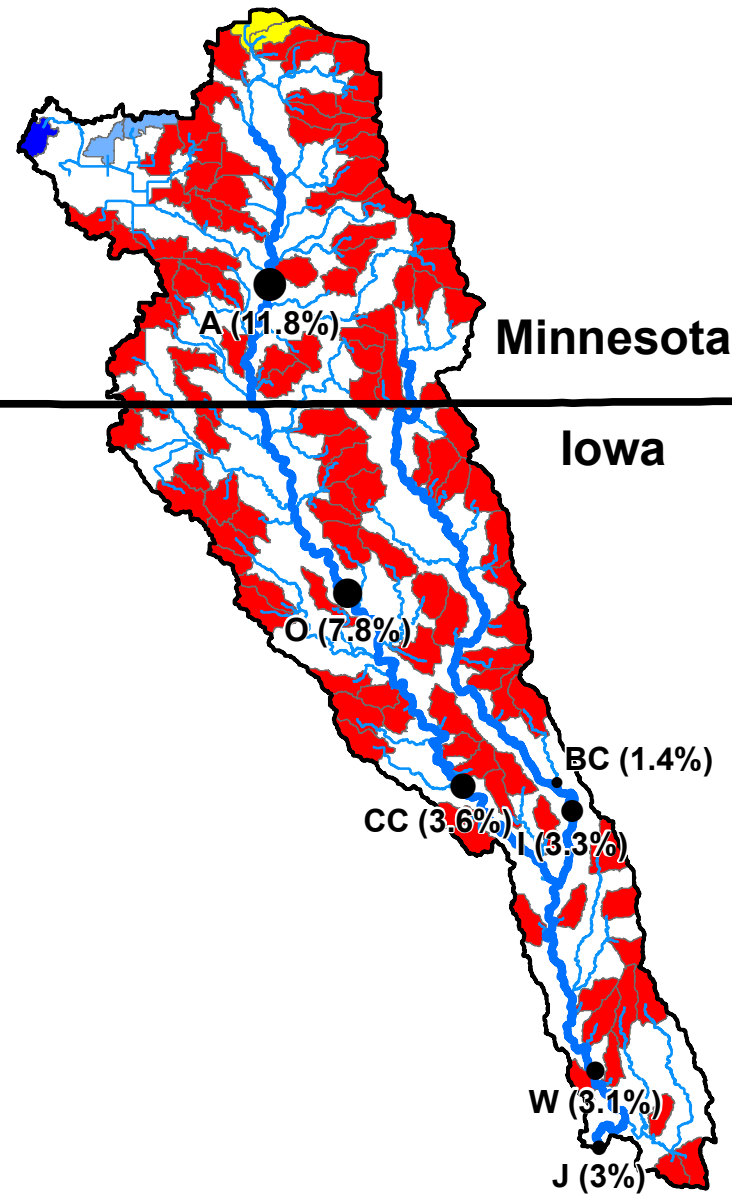 A (11.8%)
Minnesota
Iowa
O (7.8%)
BC (1.4%)
CC (3.6%)
I (3.3%)
W (3.1%)
J (3%)